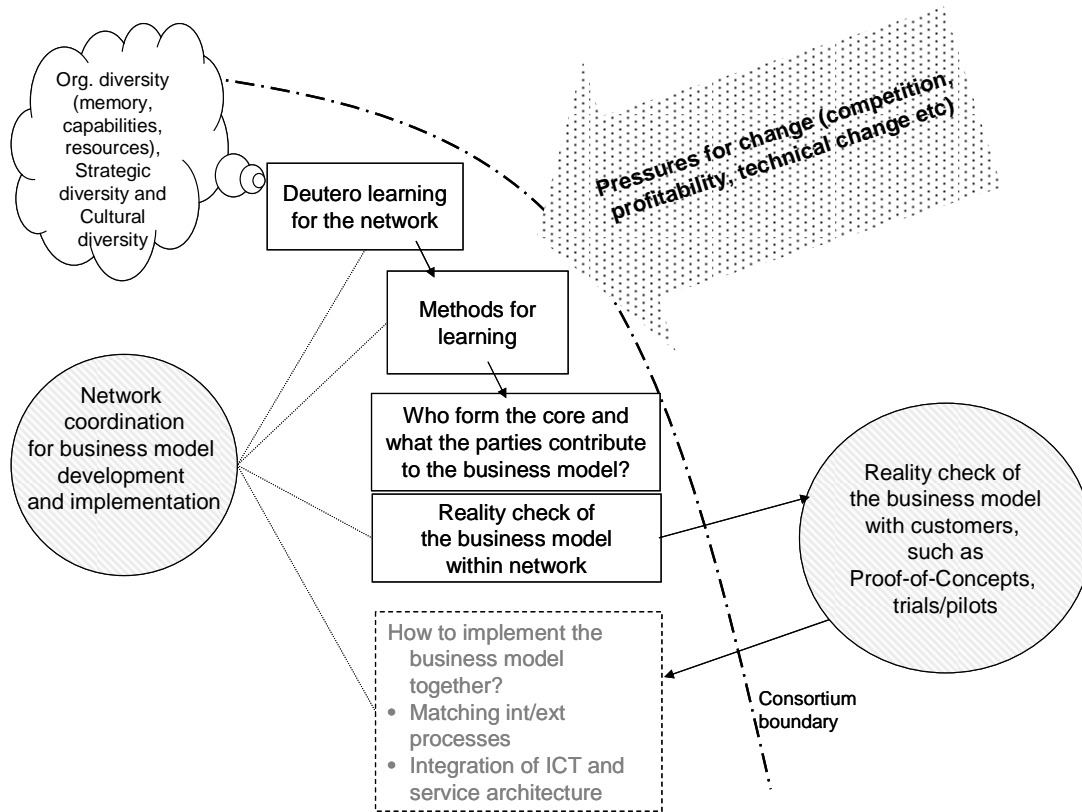 Org. diversity
(memory,
capabilities,
resources),
Strategic
diversity and
Cultural
diversity
Pressures for change (competition,
profitability, technical change etc)
Deutero learning
for the network
Methods for
learning
Network
coordination
for business model
development
and implementation
Who form the core and
what the parties contribute
to the business model?
Reality check of
the business model
within network
Reality check of
the business model
with customers,
such as
Proof-of-Concepts,
trials/pilots
How to implement the
business model
together?
• Matching int/ext
processes
• Integration of ICT and
service architecture
Consortium
boundary